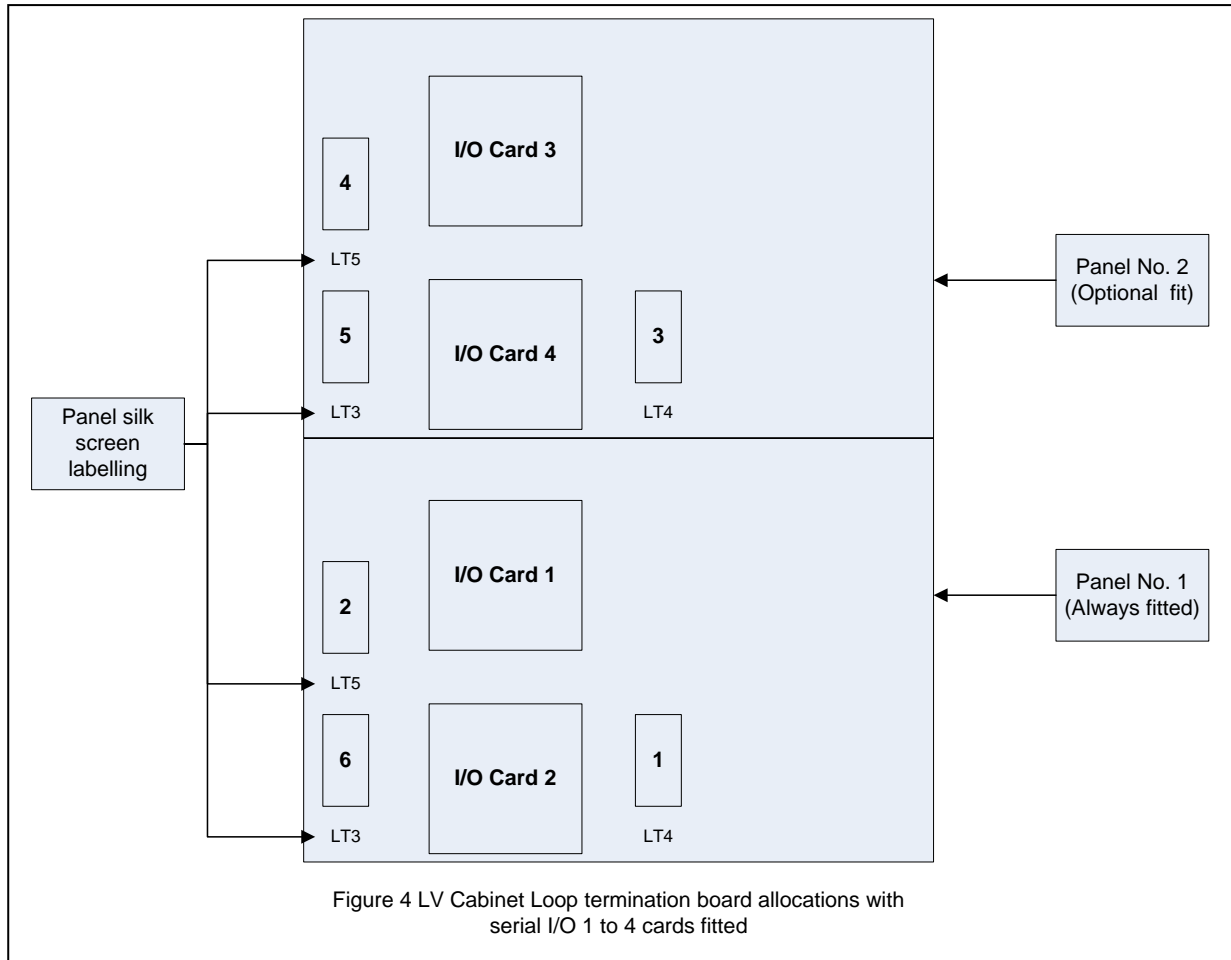 I/O Card 3
4
LT5
Panel No. 2
(Optional fit)
5
I/O Card 4
3
LT3
LT4
Panel silk
screen
labelling
I/O Card 1
2
LT5
Panel No. 1
(Always fitted)
6
I/O Card 2
1
LT3
LT4
Figure 4 LV Cabinet Loop termination board allocations with
serial I/O 1 to 4 cards fitted